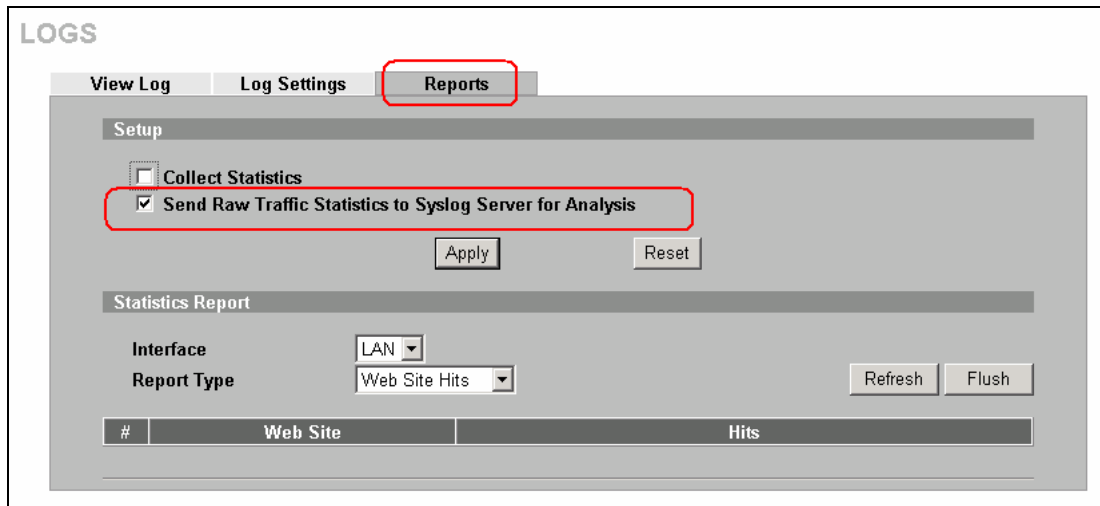 LOGS
View Log Log Settings Reports
Setup
Collect Statistics
Send Raw Traffic Statistics to Syslog Server for Analysis
Apply Reset
Statistics Report
Interface LAN
Report Type Web Site Hits Refresh Flush
# Web Site Hits